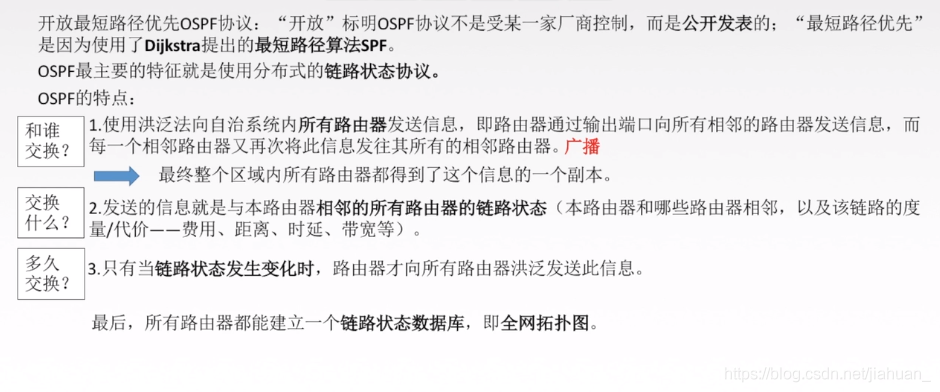 开放最短路径优先OSPF协议：“开放”标明OSPF协议不是受某一家厂商控制，而是公开发表的；“最短路径优先”
是因为使用了Dijkstra提出的最短路径算法SPF。
OSPF最主要的特征就是使用分布式的链路状态协议。
OSPF的特点：
和谁
交换？
1.使用洪泛法向自治系统内所有路由器发送信息，即路由器通过输出端口向所有相邻的路由器发送信息，而
每一个相邻路由器又再次将此信息发往其所有的相邻路由器。广播
最终整个区域内所有路由器都得到了这个信息的一个副本。
交换
什么？
2.发送的信息就是与本路由器相邻的所有路由器的链路状态（本路由器和哪些路由器相邻，以及该链路的度
量/代价——费用、距离、时延、带宽等）。
多久
交换？
3.只有当链路状态发生变化时，路由器才向所有路由器洪泛发送此信息。
最后，所有路由器都能建立一个链路状态数据库，即全网拓扑图。
https://blog.csdn.net/jiahuan_